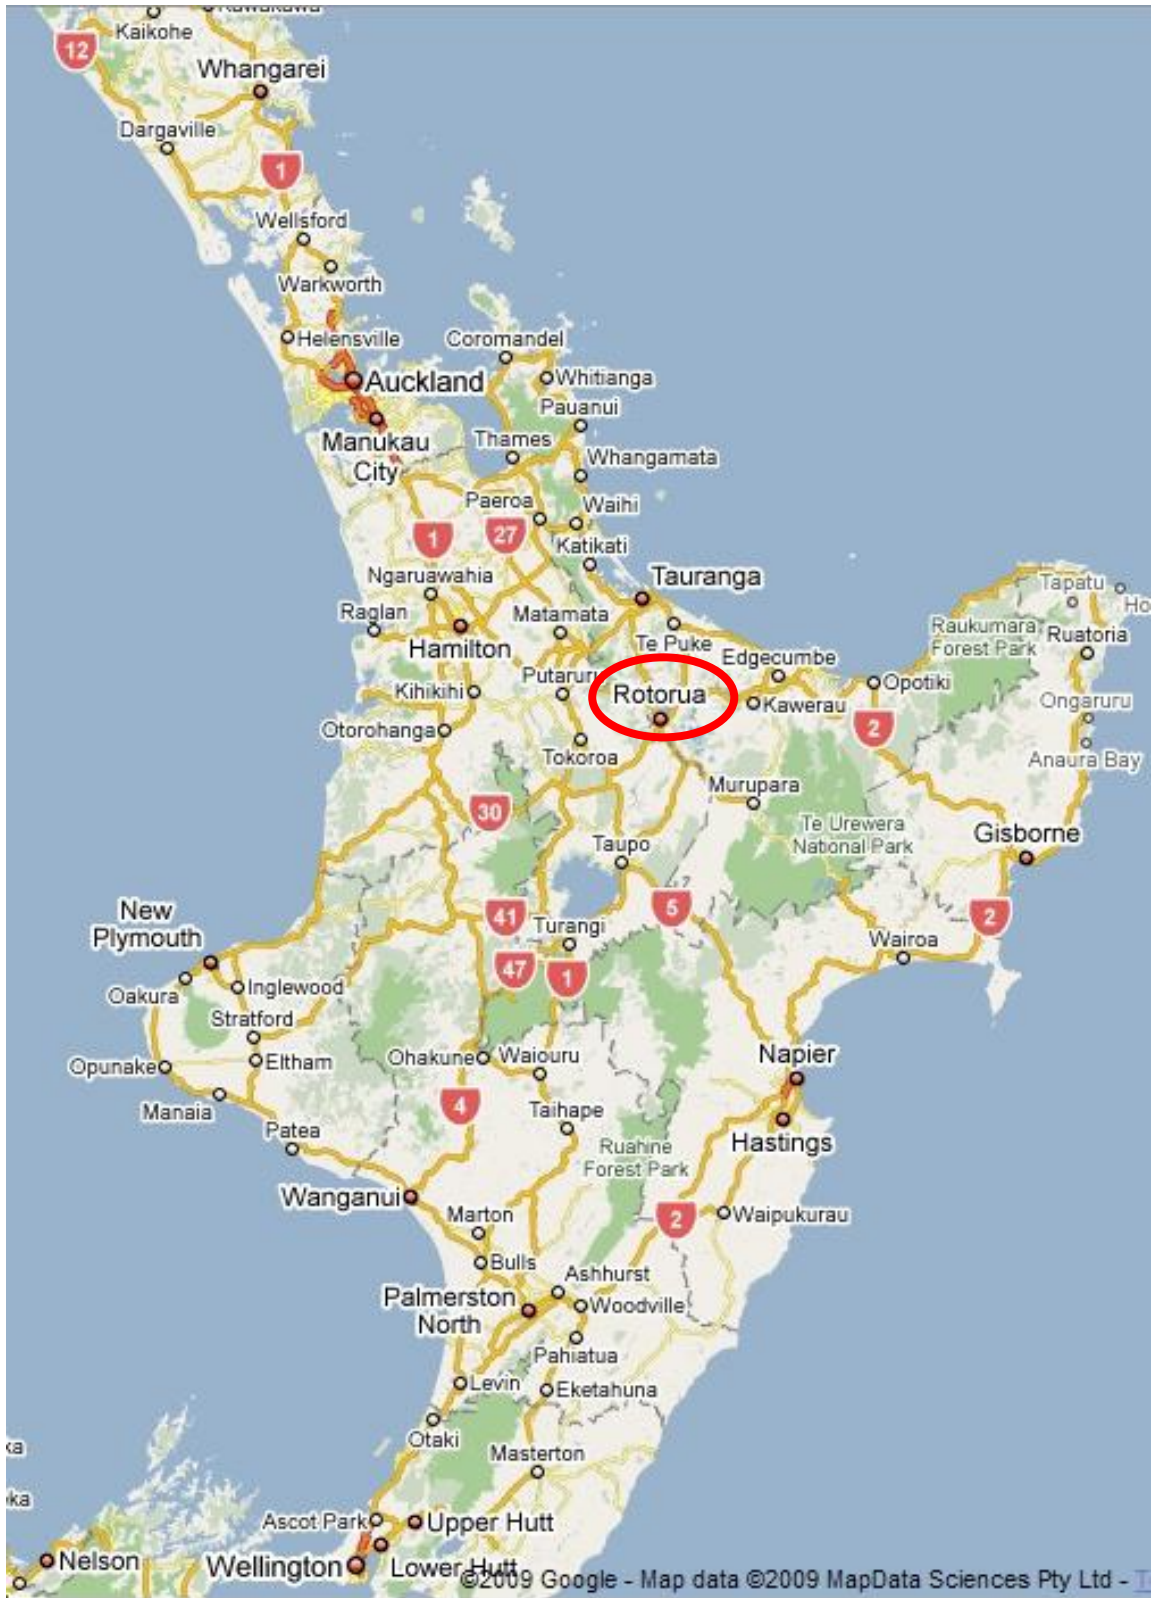 Kawakawa
Kaikohe
12
Whangarei
Dargaville
1
Wellsford
Warkworth
Helensville
Coromandel
Auckland
Whitianga
Pauanui
Manukau
City
Thames
Whangamata
Paeroa
Waihi
1
27
Katikati
Ngaruawahia
Tauranga
Tapatu
Ho
Raglan
Matamata
Hamilton
Te Puke
Raukumara
Forest Park
Ruatoria
Edgecumbe
Putaruru
Rotorua
Kihikihi
Opotiki
Kawerau
Ongaruru
Otorohanga
2
Tokoroa
Anaura Bay
Murupara
30
Te Urewera
National Park
Gisborne
Taupo
New
Plymouth
41
5
2
Turangi
Wairoa
47
1
Oakura
Inglewood
Stratford
Ohakune
Waiouru
Napier
Opunake
Eltham
Manaia
4
Taihape
Patea
Hastings
Ruahine
Forest Park
Wanganui
Marton
2
Waipukurau
Bulls
Ashhurst
Palmerston
North
Woodville
Pahiatua
Levin
Eketahuna
Otaki
ka
Masterton
ka
Ascot Park
Upper Hutt
Nelson
Wellington
Lower Hutt
©2009 Google - Map data ©2009 MapData Sciences Pty Ltd -